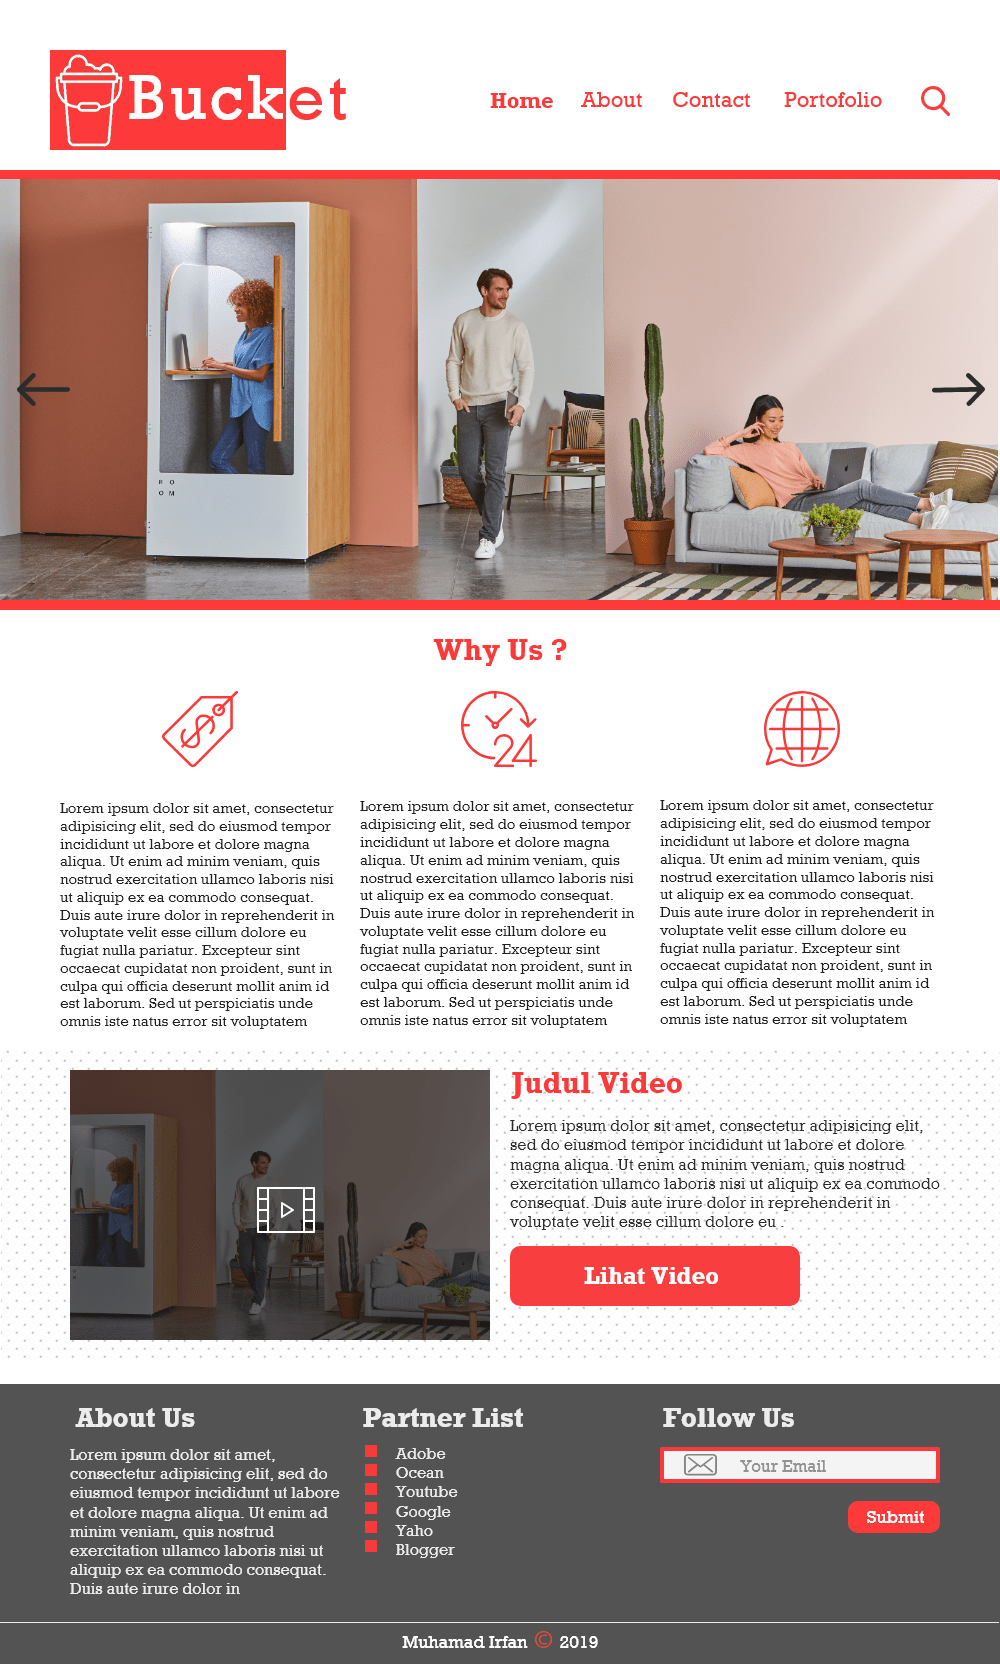 Bucket
Home About Contact Portofolio
R O
O M
Why Us ?
$
24
Lorem ipsum dolor sit amet, consectetur
adipisicing elit, sed do eiusmod tempor
incididunt ut labore et dolore magna
aliqua. Ut enim ad minim veniam, quis
nostrud exercitation ullamco laboris nisi
ut aliquip ex ea commodo consequat.
Duis aute irure dolor in reprehenderit in
voluptate velit esse cillum dolore eu
fugiat nulla pariatur. Excepteur sint
occaecat cupidatat non proident, sunt in
culpa qui officia deserunt mollit anim id
est laborum. Sed ut perspiciatis unde
omnis iste natus error sit voluptatem
Lorem ipsum dolor sit amet, consectetur
adipisicing elit, sed do eiusmod tempor
incididunt ut labore et dolore magna
aliqua. Ut enim ad minim veniam, quis
nostrud exercitation ullamco laboris nisi
ut aliquip ex ea commodo consequat.
Duis aute irure dolor in reprehenderit in
voluptate velit esse cillum dolore eu
fugiat nulla pariatur. Excepteur sint
occaecat cupidatat non proident, sunt in
culpa qui officia deserunt mollit anim id
est laborum. Sed ut perspiciatis unde
omnis iste natus error sit voluptatem
Lorem ipsum dolor sit amet, consectetur
adipisicing elit, sed do eiusmod tempor
incididunt ut labore et dolore magna
aliqua. Ut enim ad minim veniam, quis
nostrud exercitation ullamco laboris nisi
ut aliquip ex ea commodo consequat.
Duis aute irure dolor in reprehenderit in
voluptate velit esse cillum dolore eu
fugiat nulla pariatur. Excepteur sint
occaecat cupidatat non proident, sunt in
culpa qui officia deserunt mollit anim id
est laborum. Sed ut perspiciatis unde
omnis iste natus error sit voluptatem
Judul Video
Lorem ipsum dolor sit amet, consectetur adipisicing elit,
sed do eiusmod tempor incididunt ut labore et dolore
magna aliqua. Ut enim ad minim veniam, quis nostrud
exercitation ullamco laboris nisi ut aliquip ex ea commodo
consequat. Duis aute irure dolor in reprehenderit in
voluptate velit esse cillum dolore eu .
Lihat Video
About Us
Lorem ipsum dolor sit amet,
consectetur adipisicing elit, sed do
eiusmod tempor incididunt ut labore
et dolore magna aliqua. Ut enim ad
minim veniam, quis nostrud
exercitation ullamco laboris nisi ut
aliquip ex ea commodo consequat.
Duis aute irure dolor in
Partner List
Adobe
Ocean
Youtube
Google
Yaho
Blogger
Follow Us
Your Email
Submit
Muhamad Irfan © 2019